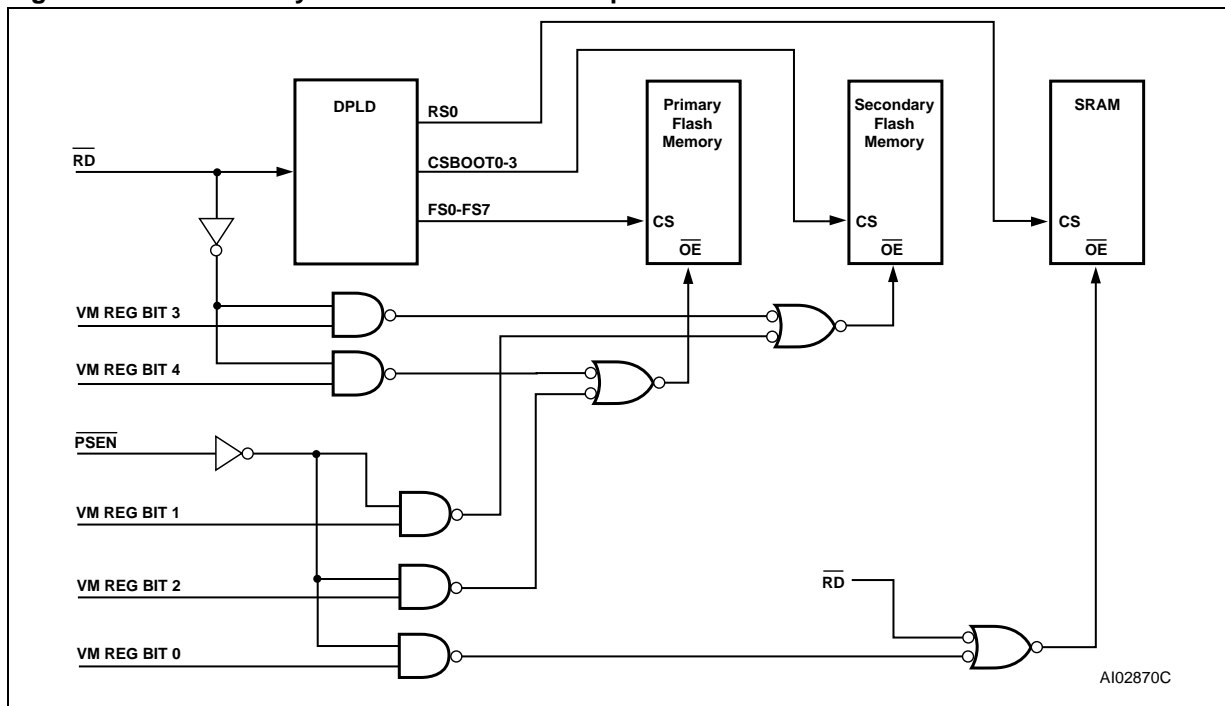 DPLD
RS0
CSBOOT0-3
FS0-FS7
Primary
Flash
Memory
CS
OE
Secondary
Flash
Memory
CS
OE
SRAM
CS
OE
RD
VM REG BIT 3
VM REG BIT 4
PSEN
VM REG BIT 1
VM REG BIT 2
VM REG BIT 0
RD
AI02870C